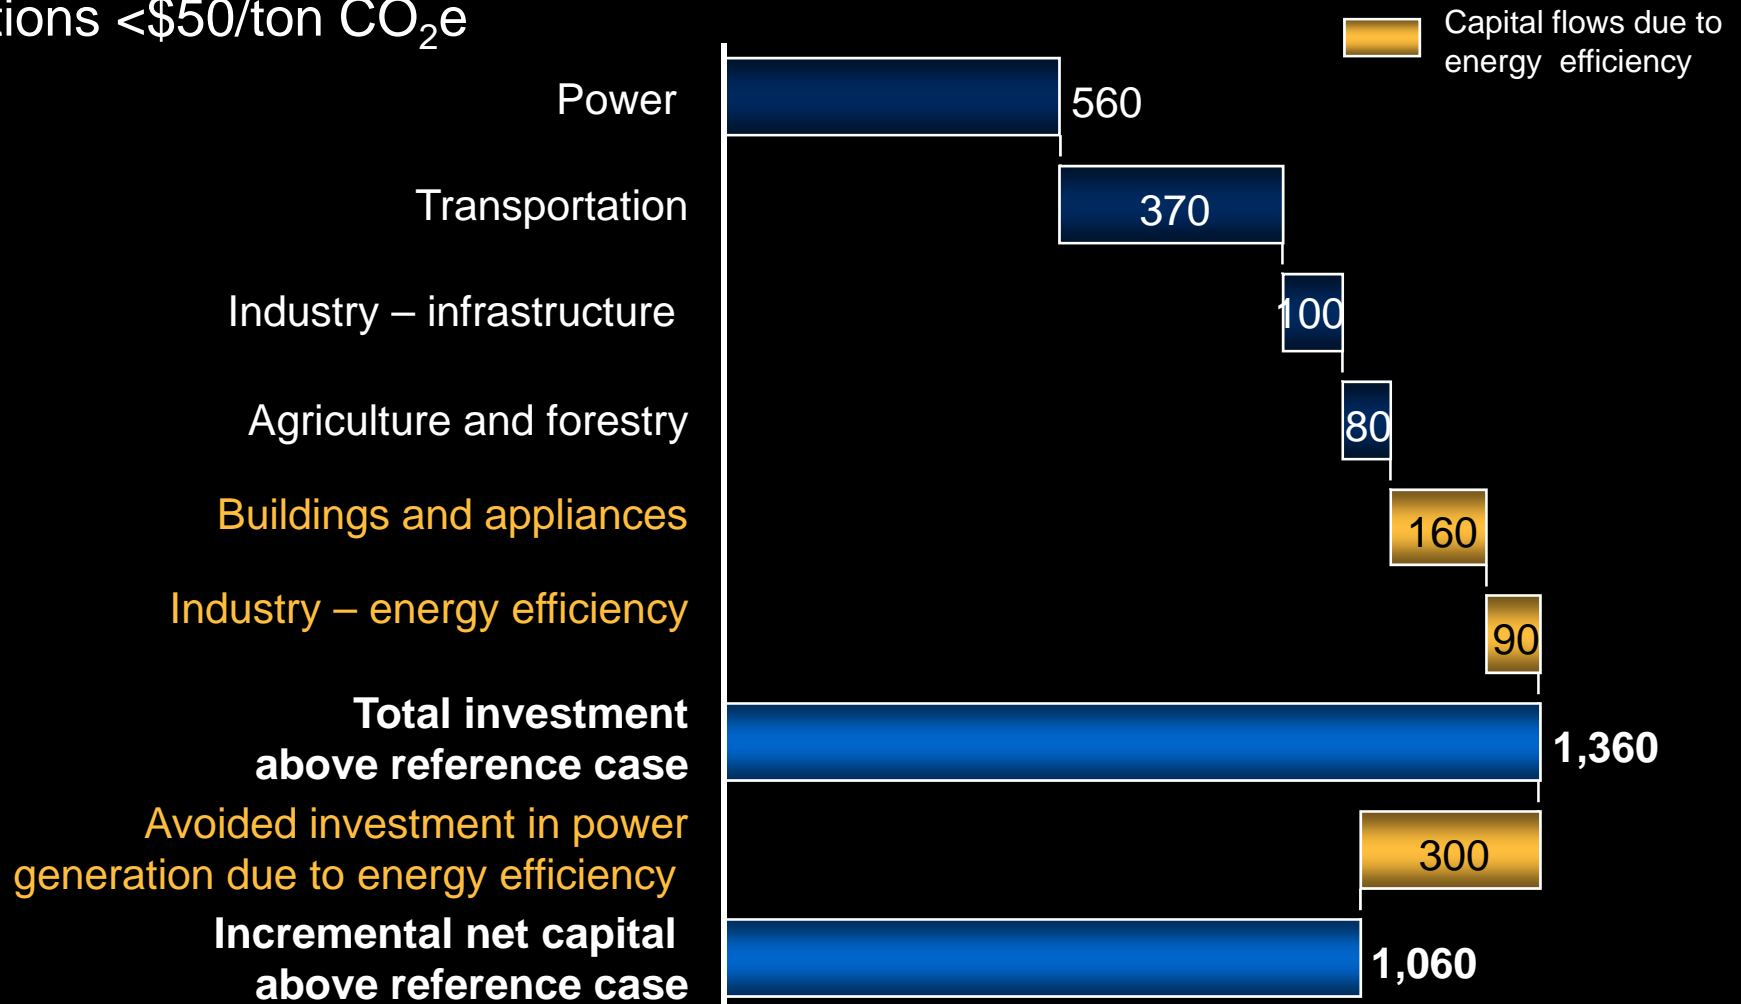 <$50/ton CO₂e
Capital flows due to
energy efficiency
Power
560
Transportation
370
Industry – infrastructure
100
Agriculture and forestry
80
Buildings and appliances
160
Industry – energy efficiency
90
Total investment
above reference case
1,360
Avoided investment in power
generation due to energy efficiency
300
Incremental net capital
above reference case
1,060